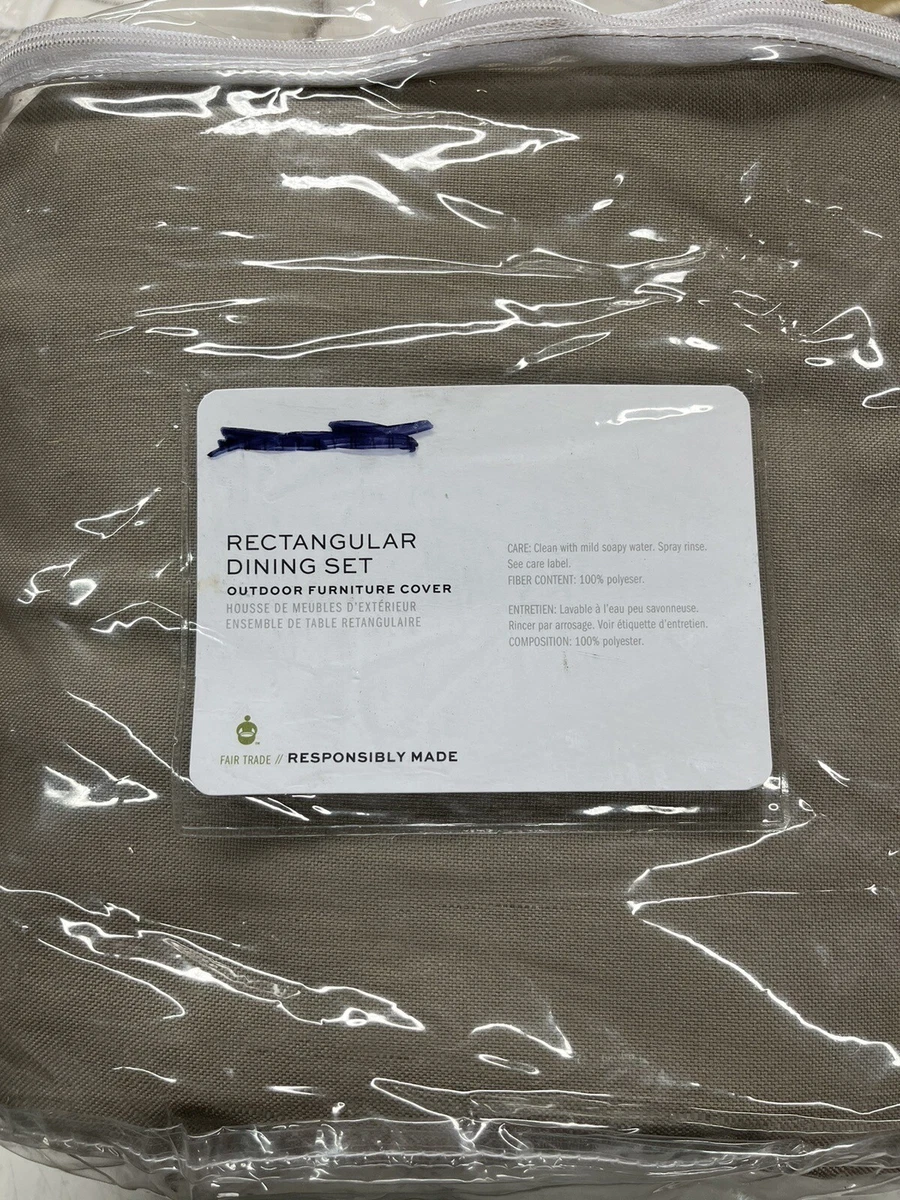 RECTANGULAR
DINING SET
OUTDOOR FURNITURE COVER
HOUSSE DE MEUBLES D'EXTÉRIEUR
ENSEMBLE DE TABLE RETANGULAIRE
CARE: Clean with mild soapy water. Spray rinse.
See care label.
FIBER CONTENT: 100% polyeser.
ENTRETIEN: Lavable à l'eau peu savonneuse.
Rincer par arrosage. Voir étiquette d'entretien.
COMPOSITION: 100% polyester.
FAIR TRADE // RESPONSIBLY MADE